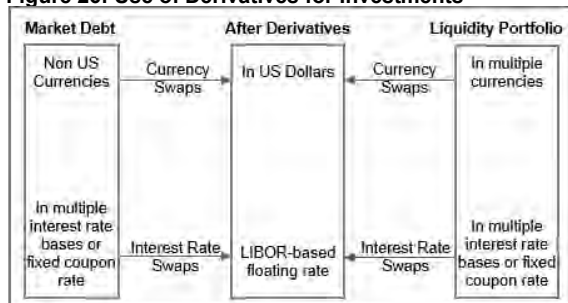 Figure 20: Use of Derivatives for Investments
Market Debt
After Derivatives
Liquidity Portfolio
Non US
Currencies
Currency
Swaps
In US Dollars
Currency
Swaps
In multiple
currencies
In multiple
interest rate
bases or
fixed coupon
rate
Interest Rate
Swaps
LIBOR-based
floating rate
Interest Rate
Swaps
In multiple
interest rate
bases or fixed
coupon rate